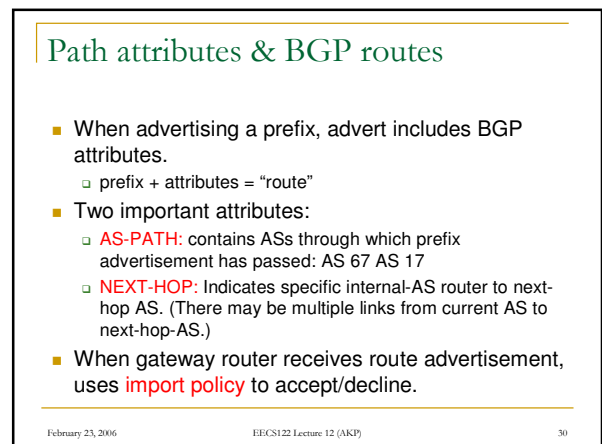 Path attributes & BGP routes
■ When advertising a prefix, advert includes BGP
attributes.
❑ prefix + attributes = “route”
■ Two important attributes:
❑ AS-PATH: contains ASs through which prefix
advertisement has passed: AS 67 AS 17
❑ NEXT-HOP: Indicates specific internal-AS router to next-
hop AS. (There may be multiple links from current AS to
next-hop-AS.)
■ When gateway router receives route advertisement,
uses import policy to accept/decline.
February 23, 2006 EECS122 Lecture 12 (AKP) 30